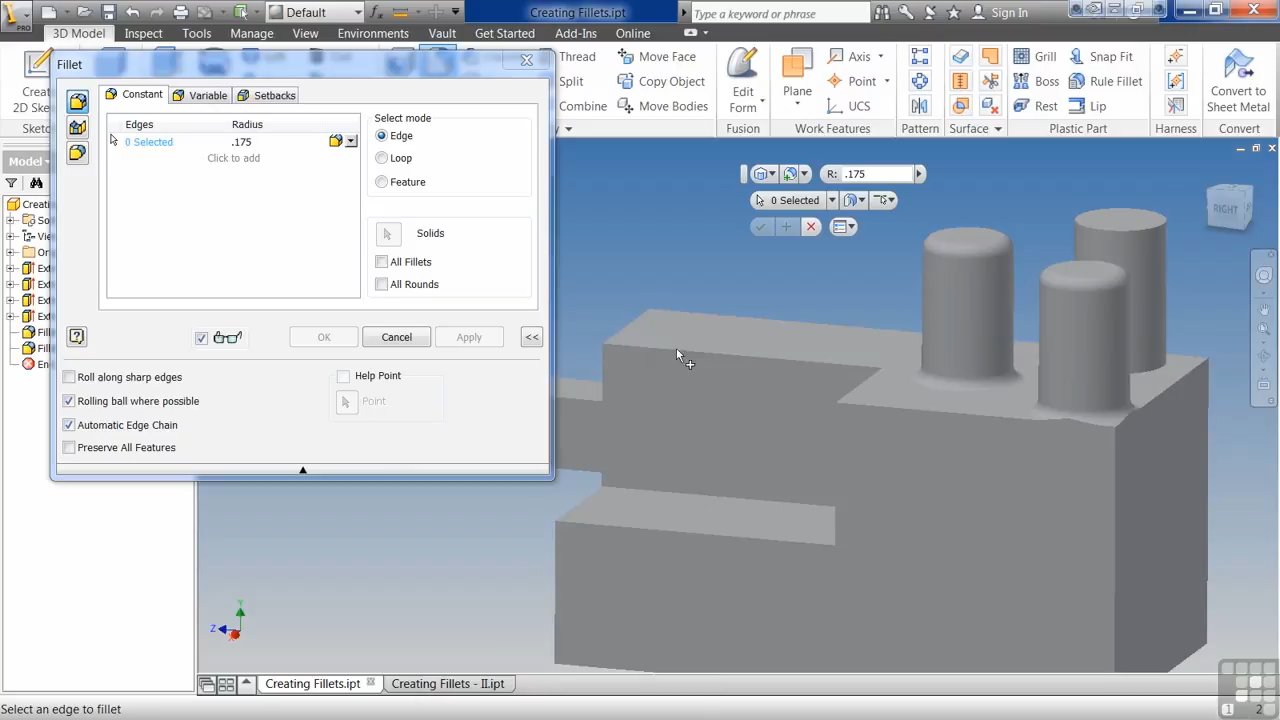 Default
Creating Fillets.ipt
Type a keyword or phrase
Sign In
PRO
3D Model
Inspect
Tools
Manage
View
Environments
Vault
Get Started
Add-Ins
Online
Thread
Split
Combine
Move Face
Copy Object
Move Bodies
Edit
Form
Fusion
Plane
Axis
Point
UCS
Work Features
Pattern
Surface
Grill
Boss
Rest
Snap Fit
Rule Fillet
Lip
Plastic Part
Harness
Convert to
Sheet Metal
Convert
Fillet
Constant
Variable
Setbacks
Edges
Radius
0 Selected
.175
Click to add
Select mode
Edge
Loop
Feature
Solids
All Fillets
All Rounds
OK
Cancel
Apply
<<
Roll along sharp edges
Rolling ball where possible
Automatic Edge Chain
Preserve All Features
Help Point
Point
R: .175
0 Selected
RIGHT
Y
Z
Creating Fillets.ipt
Creating Fillets - II.ipt
Select an edge to fillet
1 2